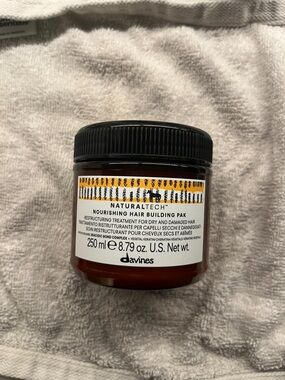 NATURALTECH™
NOURISHING HAIR BUILDING PAK
RESTRUCTURING TREATMENT FOR DRY AND DAMAGED HAIR
TRATTAMENTO RISTRUTTURANTE PER CAPELLI SECCHI E DANNEGGIATI
SOIN RESTRUCTURANT POUR CHEVEUX SECS ET ABÎMÉS
250 ml ℮ 8.79 oz. U.S. Net wt.
davines